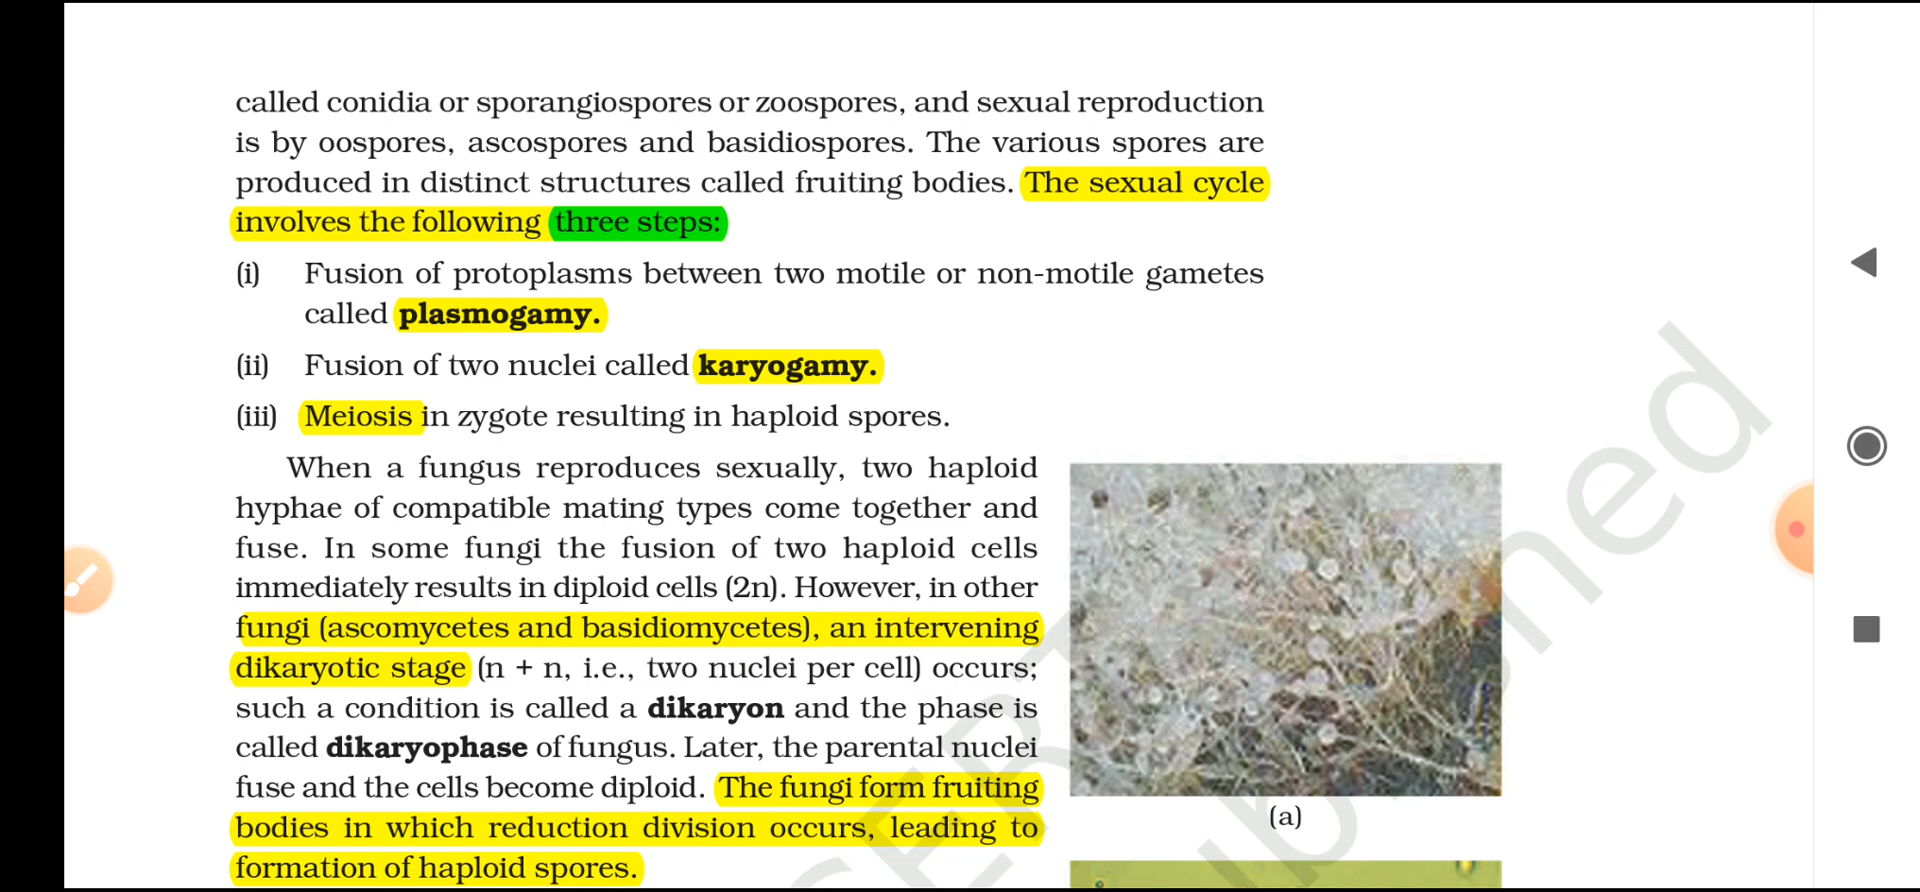 called conidia or sporangiospores or zoospores, and sexual reproduction
is by oospores, ascospores and basidiospores. The various spores are
produced in distinct structures called fruiting bodies. The sexual cycle
involves the following three steps:
(i) Fusion of protoplasms between two motile or non-motile gametes
called plasmogamy.
(ii) Fusion of two nuclei called karyogamy.
(iii) Meiosis in zygote resulting in haploid spores.
When a fungus reproduces sexually, two haploid
hyphae of compatible mating types come together and
fuse. In some fungi the fusion of two haploid cells
immediately results in diploid cells (2n). However, in other
fungi (ascomycetes and basidiomycetes), an intervening
dikaryotic stage (n + n, i.e., two nuclei per cell) occurs;
such a condition is called a dikaryon and the phase is
called dikaryophase of fungus. Later, the parental nuclei
fuse and the cells become diploid. The fungi form fruiting
bodies in which reduction division occurs, leading to
formation of haploid spores.
(a)